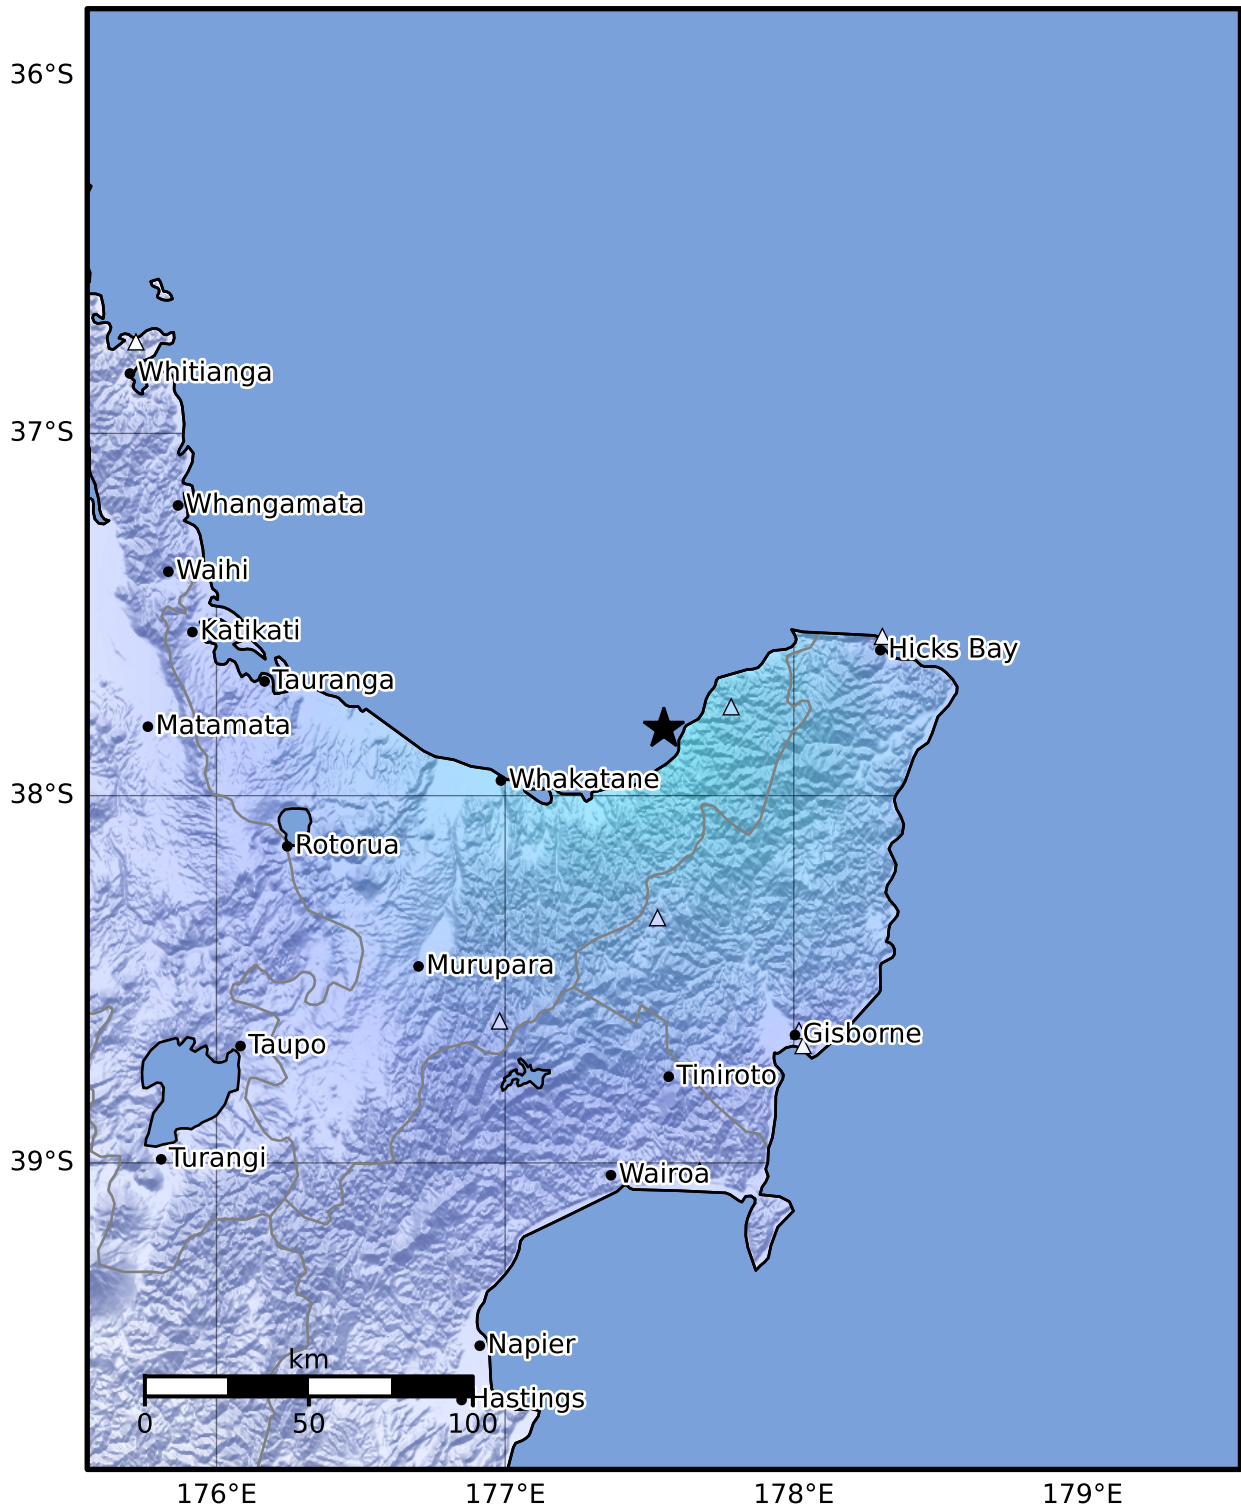 36°S
Whitianga
37°S
Whangamata
Waihi
Katikati
Hicks Bay
Tauranga
Matamata
Whakatane
38°S
Rotorua
Murupara
Gisborne
Taupo
Tiniroto
Turangi
39°S
Wairoa
Napier
km
Hastings
0 50 100
176°E 177°E 178°E 179°E